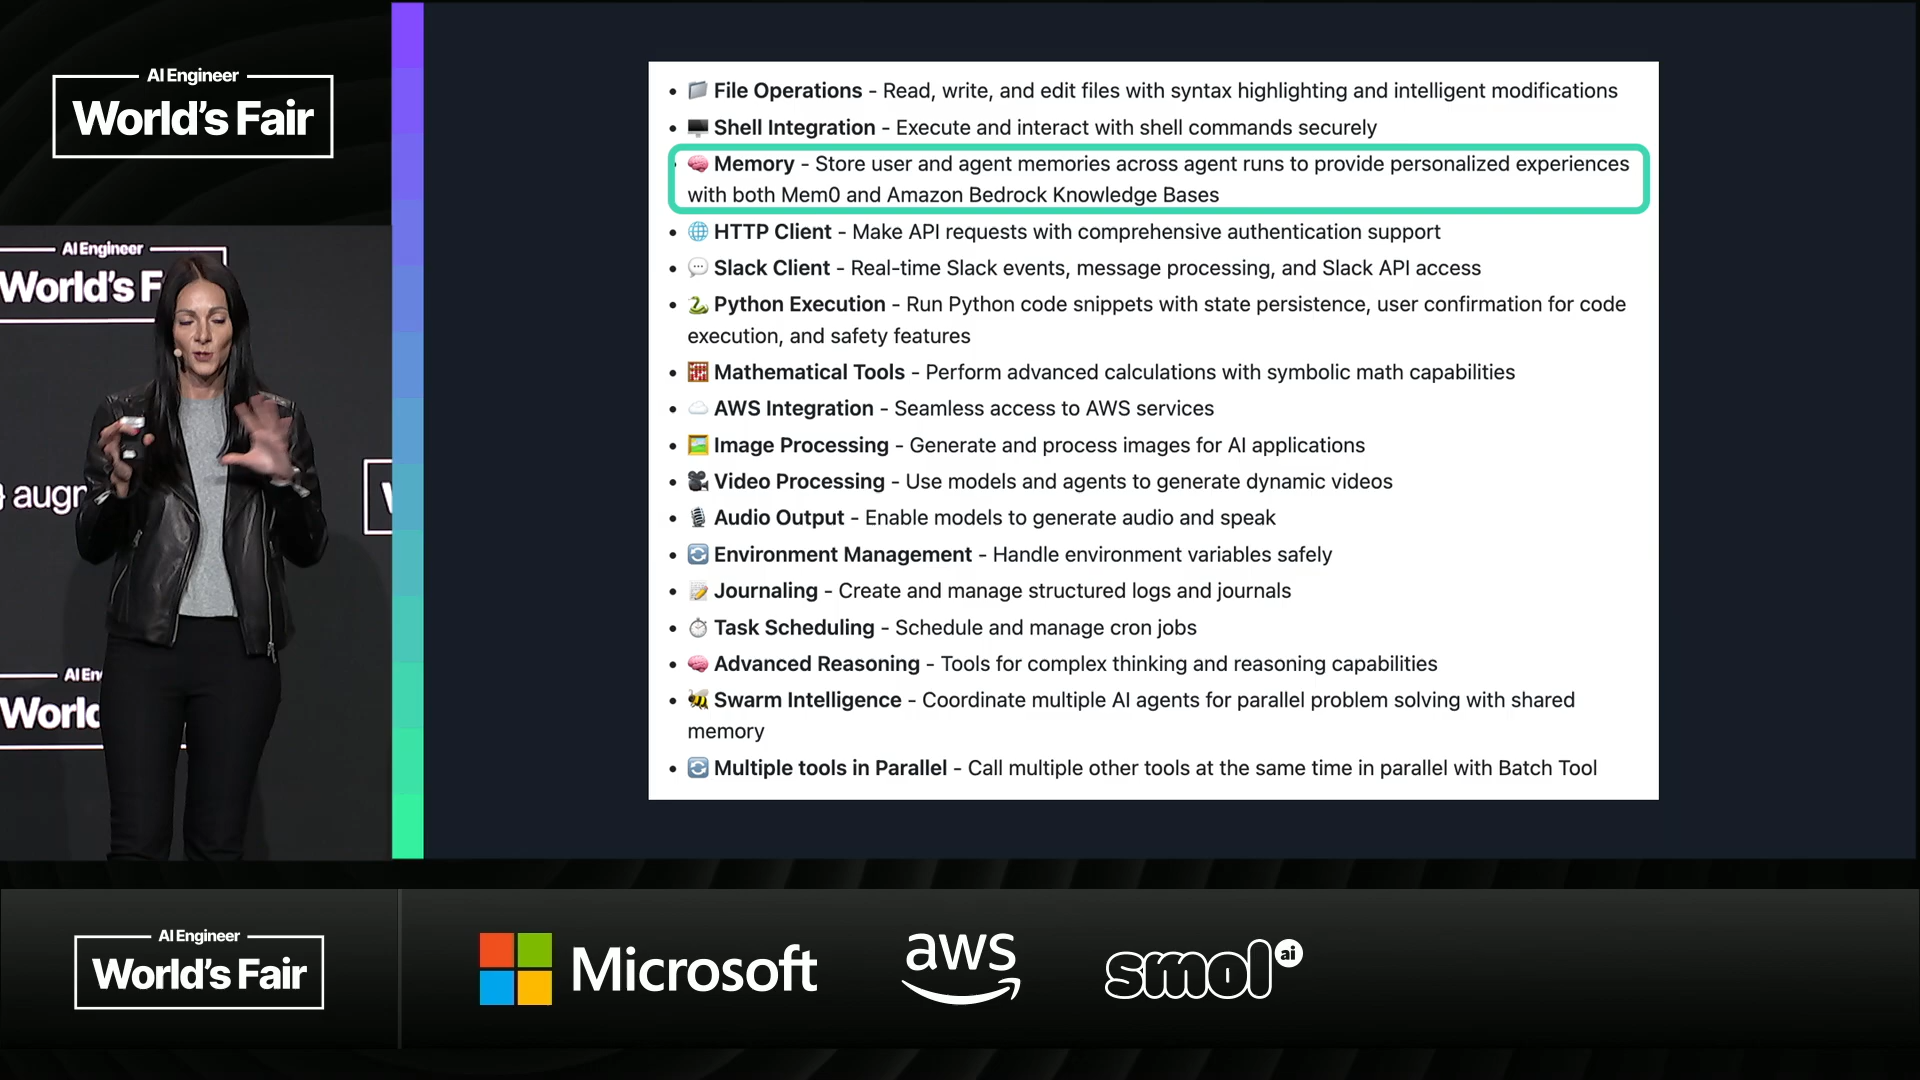 AI Engineer
World's Fair
AI Engineer
World's F
augm
AI En
World
File Operations - Read, write, and edit files with syntax highlighting and intelligent modifications
Shell Integration - Execute and interact with shell commands securely
Memory - Store user and agent memories across agent runs to provide personalized experiences
with both Mem0 and Amazon Bedrock Knowledge Bases
HTTP Client - Make API requests with comprehensive authentication support
Slack Client - Real-time Slack events, message processing, and Slack API access
Python Execution - Run Python code snippets with state persistence, user confirmation for code
execution, and safety features
Mathematical Tools - Perform advanced calculations with symbolic math capabilities
AWS Integration - Seamless access to AWS services
Image Processing - Generate and process images for AI applications
Video Processing - Use models and agents to generate dynamic videos
Audio Output - Enable models to generate audio and speak
Environment Management - Handle environment variables safely
Journaling - Create and manage structured logs and journals
Task Scheduling - Schedule and manage cron jobs
Advanced Reasoning - Tools for complex thinking and reasoning capabilities
Swarm Intelligence - Coordinate multiple AI agents for parallel problem solving with shared
memory
Multiple tools in Parallel - Call multiple other tools at the same time in parallel with Batch Tool
AI Engineer
World's Fair
Microsoft
aws
smol ai